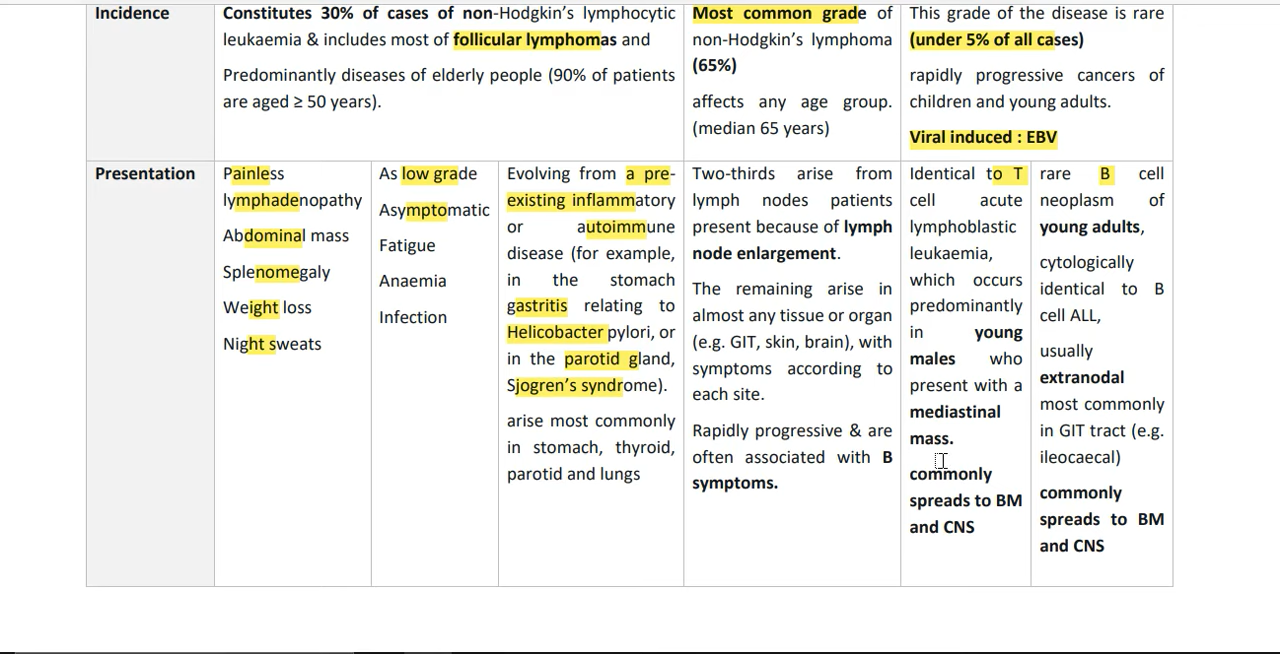 Incidence
Constitutes 30% of cases of non-Hodgkin's lymphocytic
leukaemia & includes most of follicular lymphomas and
Predominantly diseases of elderly people (90% of patients
are aged ≥ 50 years).
Most common grade of
non-Hodgkin's lymphoma
(65%)
affects any age group.
(median 65 years)
This grade of the disease is rare
(under 5% of all cases)
rapidly progressive cancers of
children and young adults.
Viral induced : EBV
Presentation
Painless
lymphadenopathy
Abdominal mass
Splenomegaly
Weight loss
Night sweats
As low grade
Asymptomatic
Fatigue
Anaemia
Infection
Evolving from a pre-
existing inflammatory
or autoimmune
disease (for example,
in the stomach
gastritis relating to
Helicobacter pylori, or
in the parotid gland,
Sjogren's syndrome).
arise most commonly
in stomach, thyroid,
parotid and lungs
Two-thirds arise from
lymph nodes patients
present because of lymph
node enlargement.
The remaining arise in
almost any tissue or organ
(e.g. GIT, skin, brain), with
symptoms according to
each site.
Rapidly progressive & are
often associated with B
symptoms.
Identical to T
cell acute
lymphoblastic
leukaemia,
which occurs
predominantly
in young
males who
present with a
mediastinal
mass.
commonly
spreads to BM
and CNS
rare B cell
neoplasm of
young adults,
cytologically
identical to B
cell ALL,
usually
extranodal
most commonly
in GIT tract (e.g.
ileocaecal)
commonly
spreads to BM
and CNS